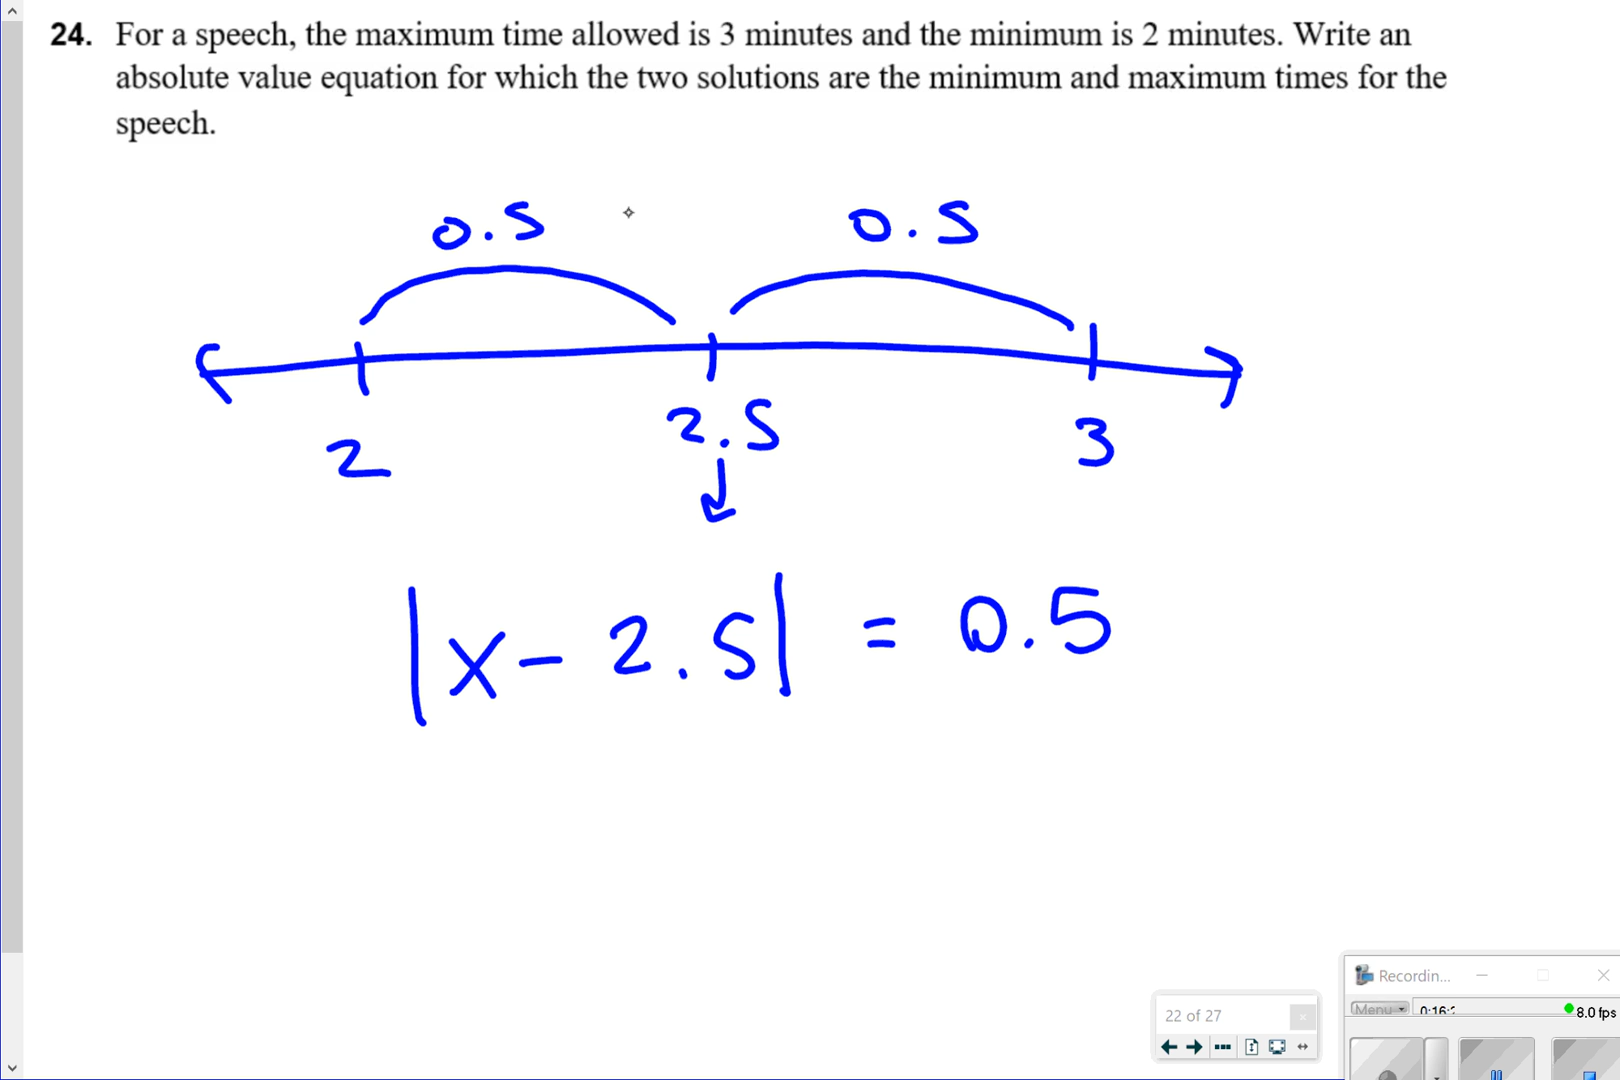 24. For a speech, the maximum time allowed is 3 minutes and the minimum is 2 minutes. Write an
absolute value equation for which the two solutions are the minimum and maximum times for the
speech.
0.5 0.5
2 2.5 3
|x - 2.5| = 0.5
Recordin...
22 of 27
Menu
8.0 fps